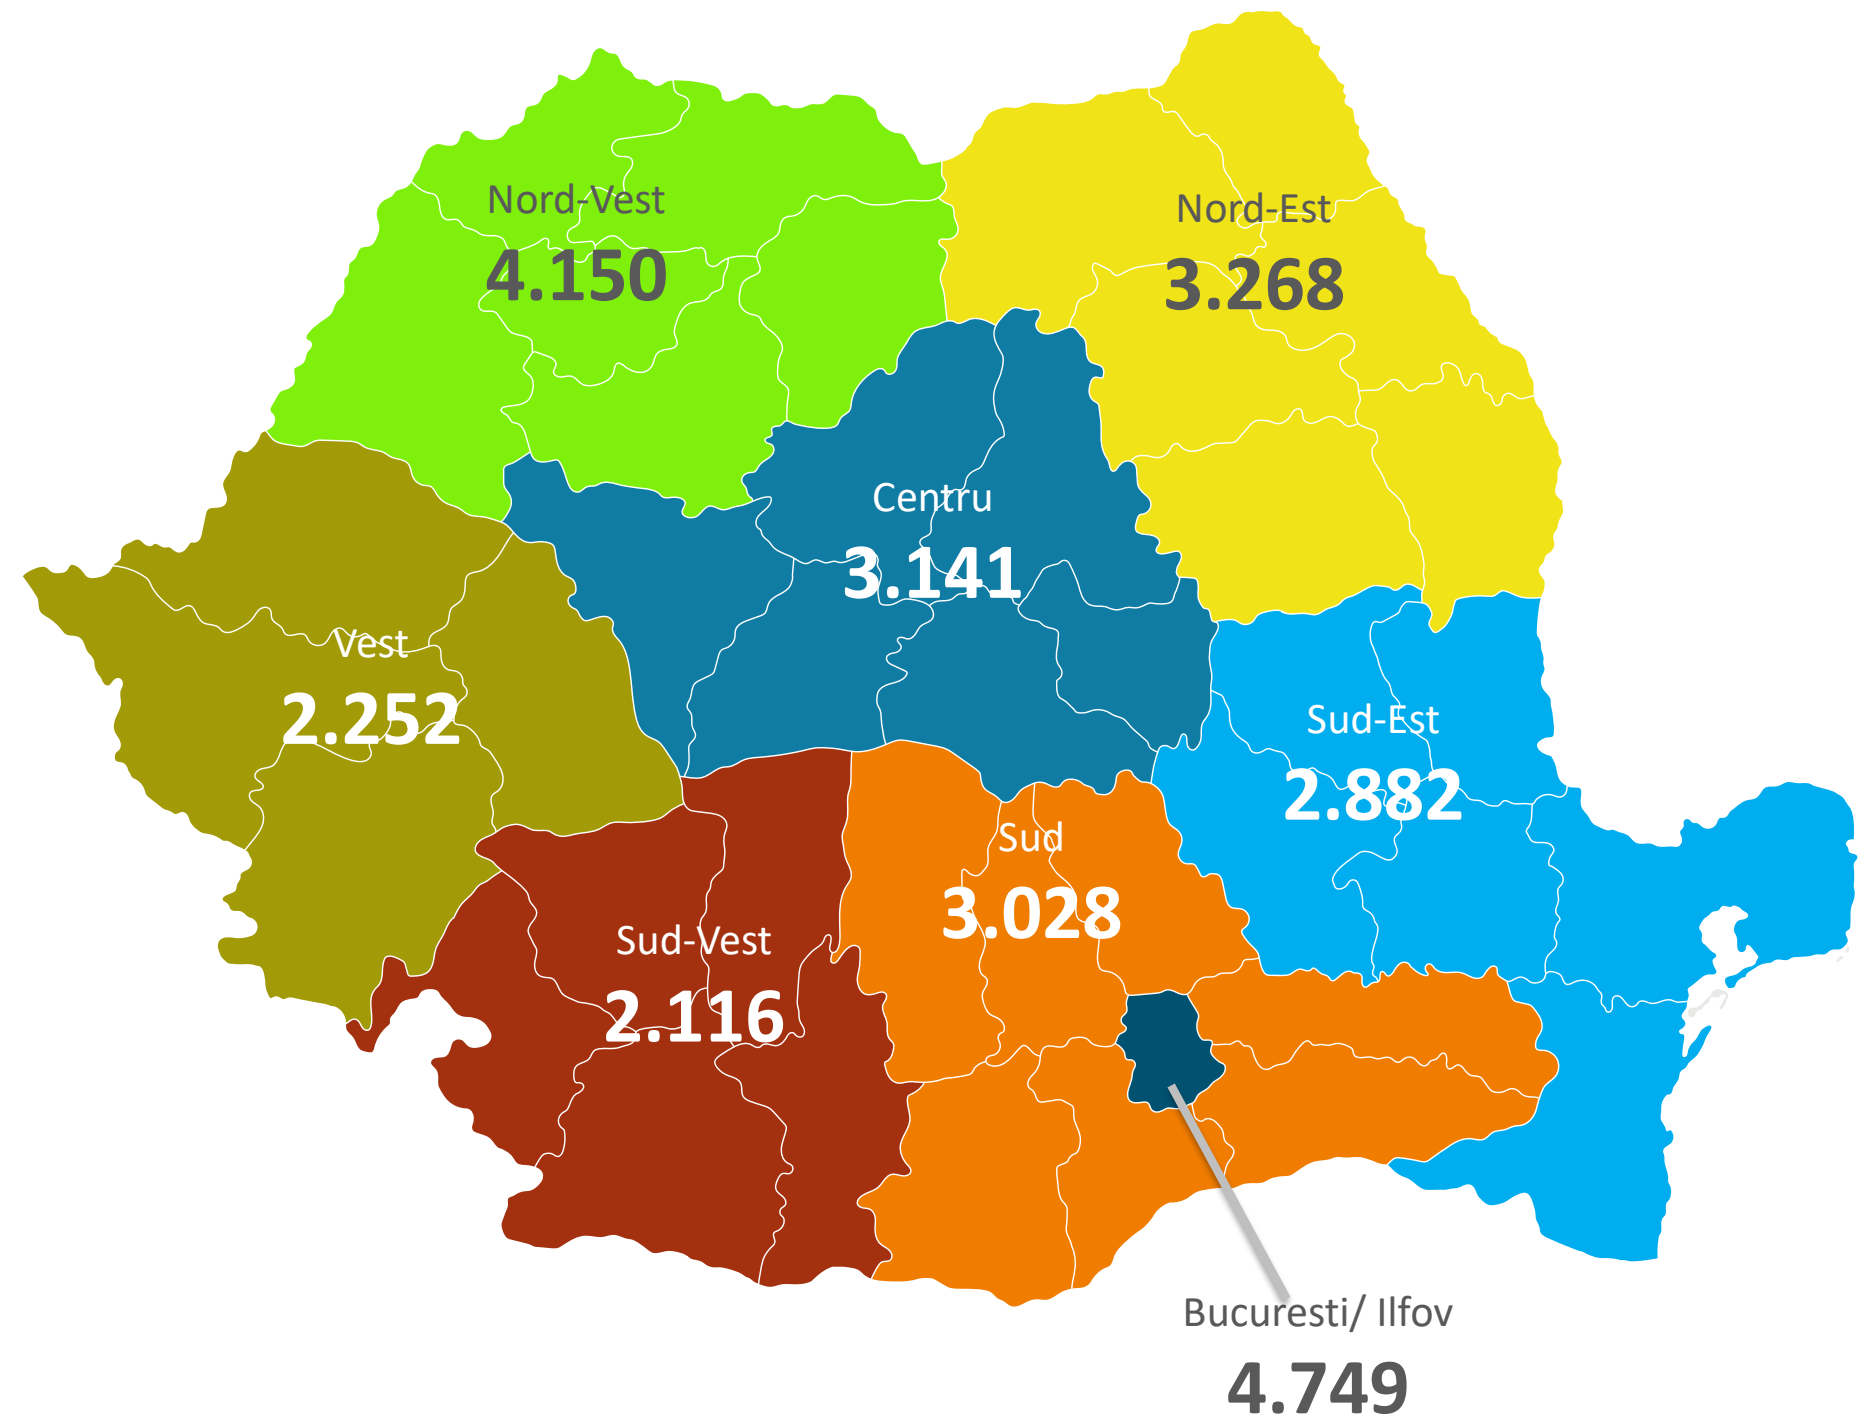 Nord-Vest
4.150
Nord-Est
3.268
Centru
3.141
Vest
2.252
Sud-Est
2.882
Sud
3.028
Sud-Vest
2.116
Bucuresti/ Ilfov
4.749